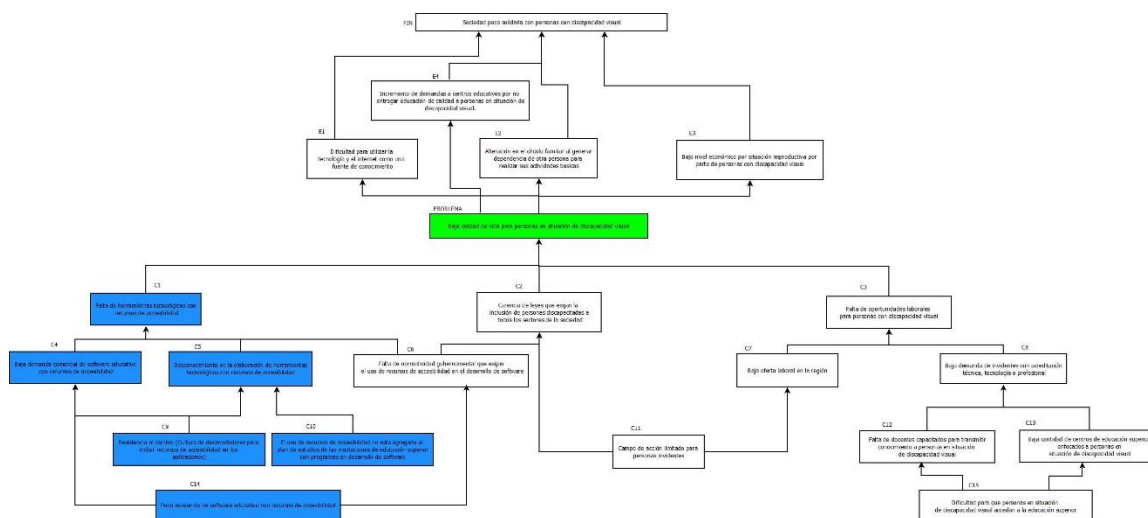 FIN
Sociedad poco solidaria con personas con discapacidad visual
E4
Incremento de demandas a centros educativos por no
entregar educación de calidad a personas en situación de
discapacidad visual.
E1
Dificultad para utilizar la
tecnología y el internet como una
fuente de conocimiento
E2
Alteración en el círculo familiar al generar
dependencia de otra persona para
realizar sus actividades basicas.
E3
Bajo nivel económico por situación improductiva por
parte de personas con discapacidad visual
PROBLEMA
Baja calidad de vida para personas en situación de discapacidad visual
C1
Falta de herramientas tecnológicas con
recursos de accesibilidad
C2
Carencia de leyes que exijan la
inclusión de personas discapacitadas a
todos los sectores de la sociedad
C3
Falta de oportunidades laborales
para personas con discapacidad visual
C4
Baja demanda comercial de software educativo
con recursos de accesibilidad
C5
Desconocimiento en la elaboración de herramientas
tecnológicas con recursos de accesibilidad
C6
Falta de normatividad gubernamental que exijan
el uso de recursos de accesibilidad en el desarrollo de software
C7
Baja oferta laboral en la región
C8
Baja demanda de invidentes con acreditación
técnica, tecnología o profesional
C9
Resistencia al cambio (Cultura de desarrolladores para
incluir recursos de accesibilidad en las
aplicaciones)
C10
El uso de recursos de accesibilidad no esta agregado al
plan de estudios de las instituciones de educación superior
con programas en desarrollo de software
C11
Campo de acción limitado para
personas invidentes
C12
Falta de docentes capacitados para transmitir
conocimiento a personas en situación
de discapacidad visual
C13
Baja cantidad de centros de educación superior
enfocados a personas en
situación de discapacidad visual
C14
Poca existencia de software educativo con recursos de accesibilidad
C15
Dificultad para que personas en situación
de discapacidad visual accedan a la educación superior